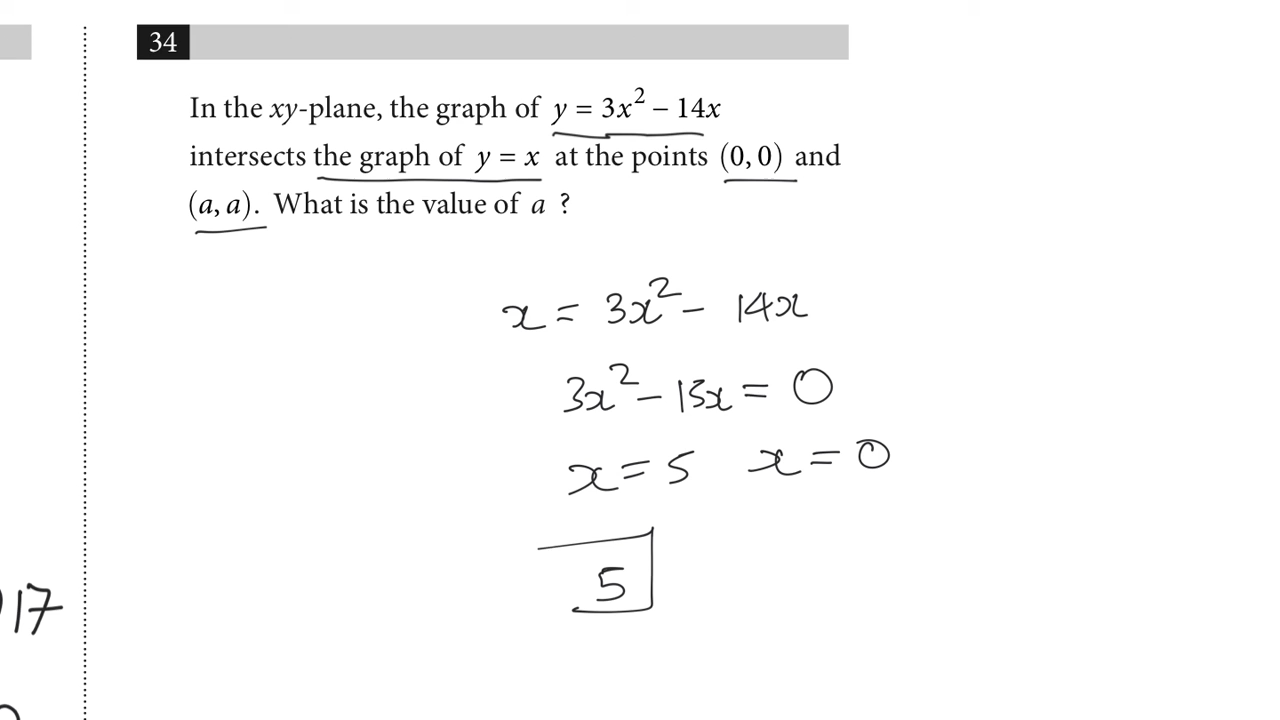 34
In the xy-plane, the graph of y = 3x² − 14x
intersects the graph of y = x at the points (0, 0) and
(a, a). What is the value of a ?
x = 3x² − 14x
3x² − 15x = 0
x = 5 x = 0
5
17